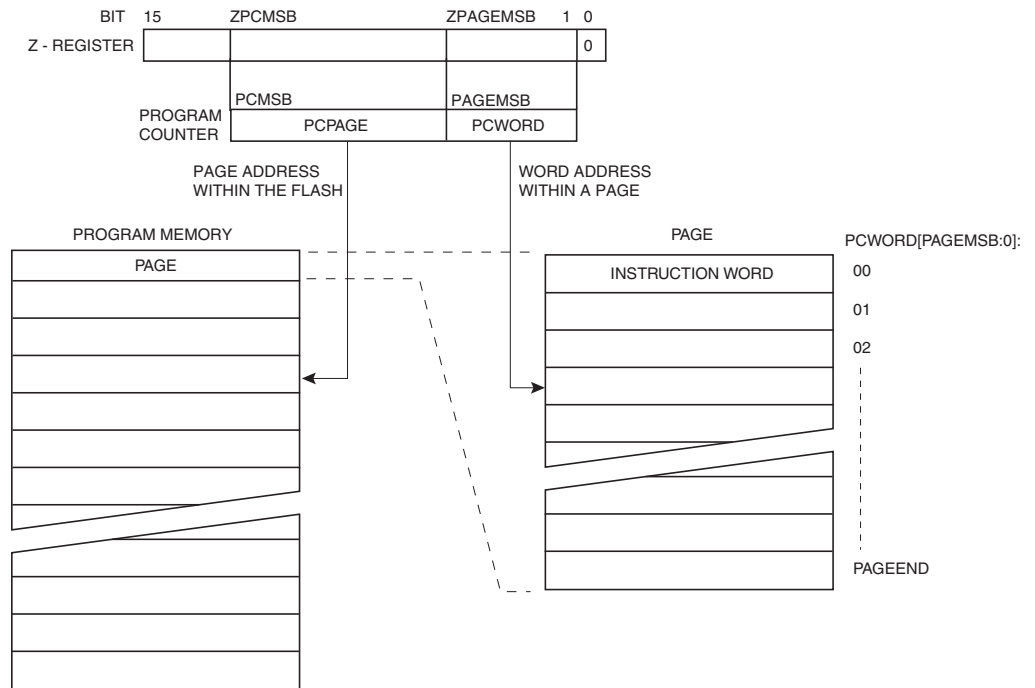 BIT 15 ZPCMSB ZPAGEMSB 1 0
Z - REGISTER 0
PCMSB PAGEMSB
PROGRAM
COUNTER
PCPAGE PCWORD
PAGE ADDRESS
WITHIN THE FLASH
WORD ADDRESS
WITHIN A PAGE
PROGRAM MEMORY
PAGE
PAGE
PCWORD[PAGEMSB:0]:
INSTRUCTION WORD
00
01
02
PAGEEND